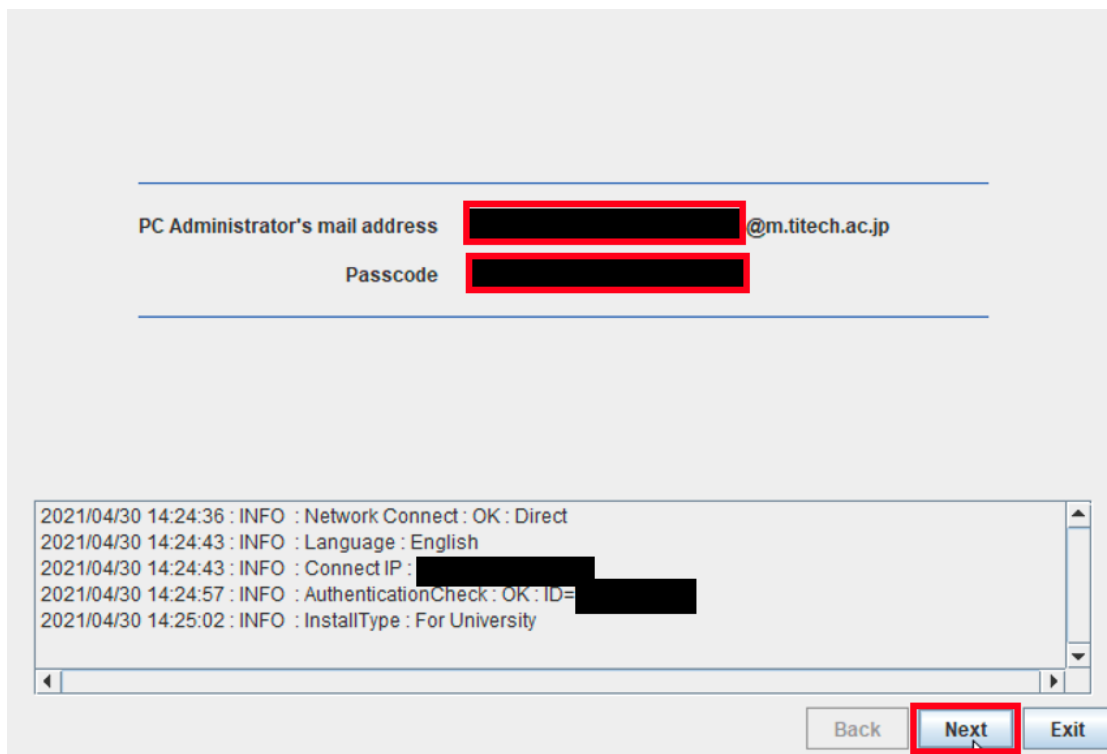 PC Administrator's mail address @m.titech.ac.jp
Passcode
2021/04/30 14:24:36 : INFO : Network Connect : OK : Direct
2021/04/30 14:24:43 : INFO : Language : English
2021/04/30 14:24:43 : INFO : Connect IP :
2021/04/30 14:24:57 : INFO : AuthenticationCheck : OK : ID=
2021/04/30 14:25:02 : INFO : InstallType : For University
Back Next Exit